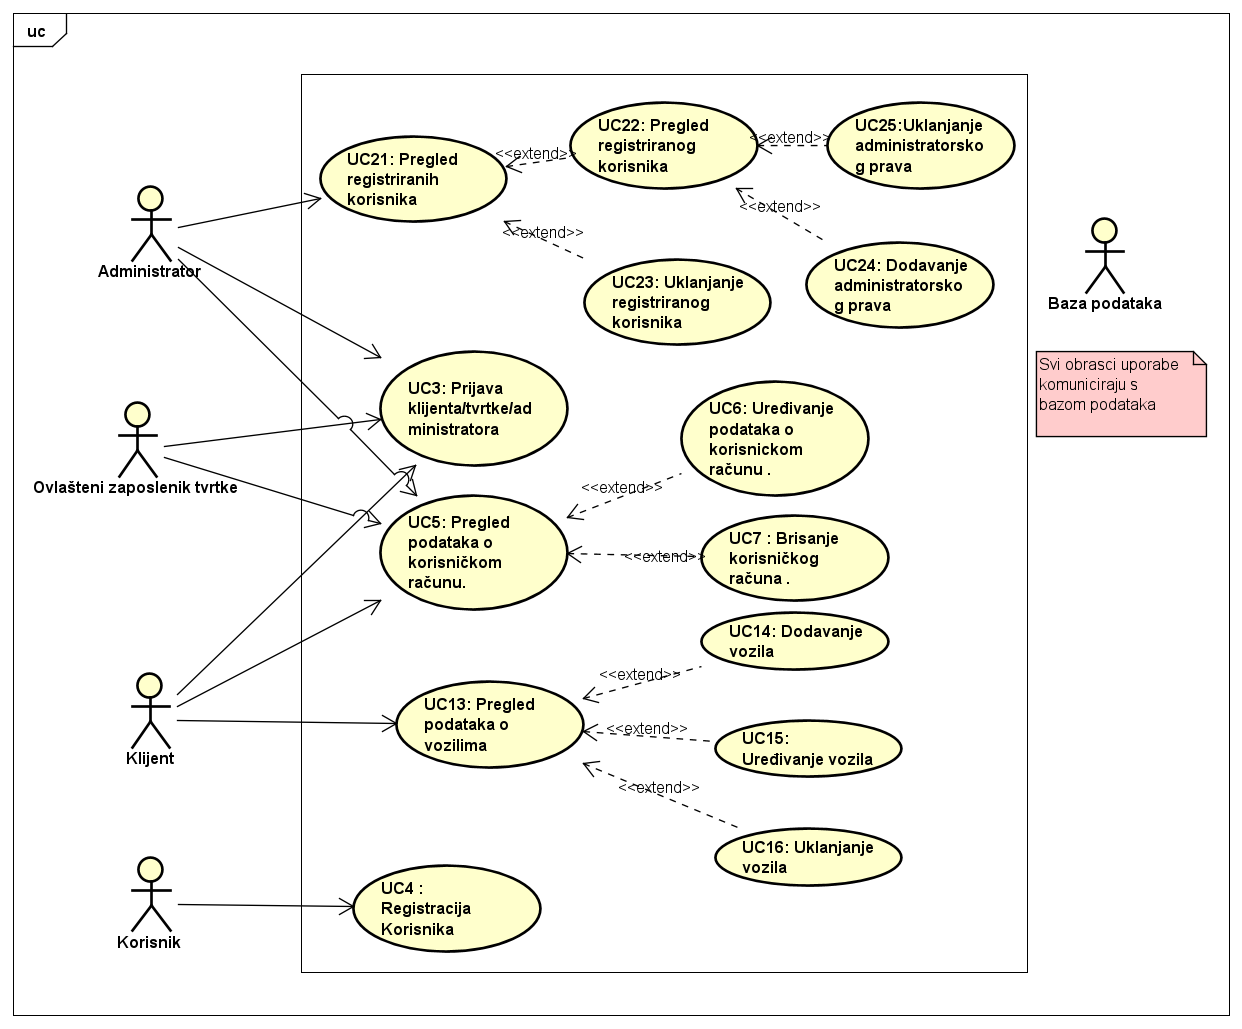 uc
UC21: Pregled
registriranih
korisnika
<<extend>>
UC22: Pregled
registriranog
korisnika
<<extend>>
UC25:Uklanjanje
administratorsko
g prava
<<extend>>
<<extend>>
UC23: Uklanjanje
registriranog
korisnika
UC24: Dodavanje
administratorsko
g prava
Administrator
Baza podataka
Svi obrasci uporabe
komuniciraju s
bazom podataka
UC3: Prijava
klijenta/tvrtke/ad
ministratora
Ovlašteni zaposlenik tvrtke
UC6: Uređivanje
podataka o
korisnickom
računu .
<<extend>>
UC5: Pregled
podataka o
korisničkom
računu.
<<extend>>
UC7 : Brisanje
korisničkog
računa .
UC14: Dodavanje
vozila
<<extend>>
Klijent
UC13: Pregled
podataka o
vozilima
<<extend>>
UC15:
Uređivanje vozila
<<extend>>
UC16: Uklanjanje
vozila
Korisnik
UC4 :
Registracija
Korisnika